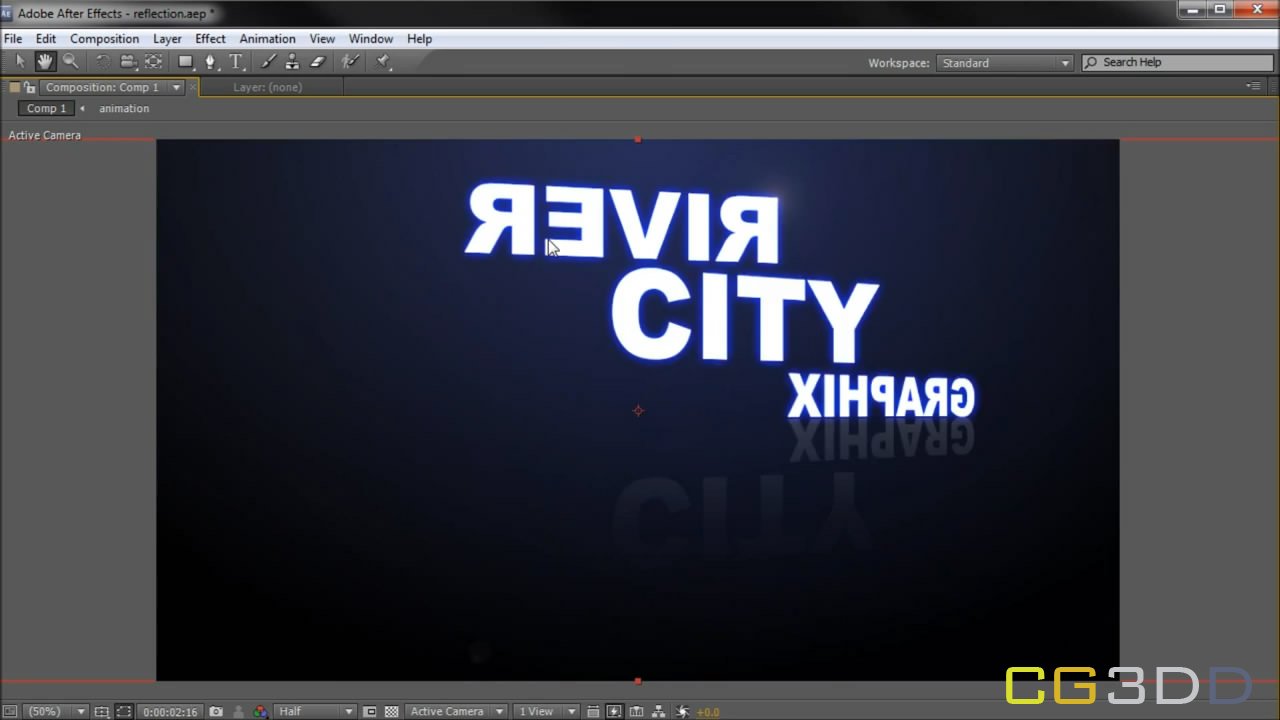 Adobe After Effects - reflection.aep *
File Edit Composition Layer Effect Animation View Window Help
Workspace: Standard Search Help
Composition: Comp 1 Layer: (none)
Comp 1 animation
Active Camera
RIVER
CITY
GRAPHIX
GRAPHIX
CITY
CG3DD
(50%) 0:00:02:16 Half Active Camera 1 View +0.0